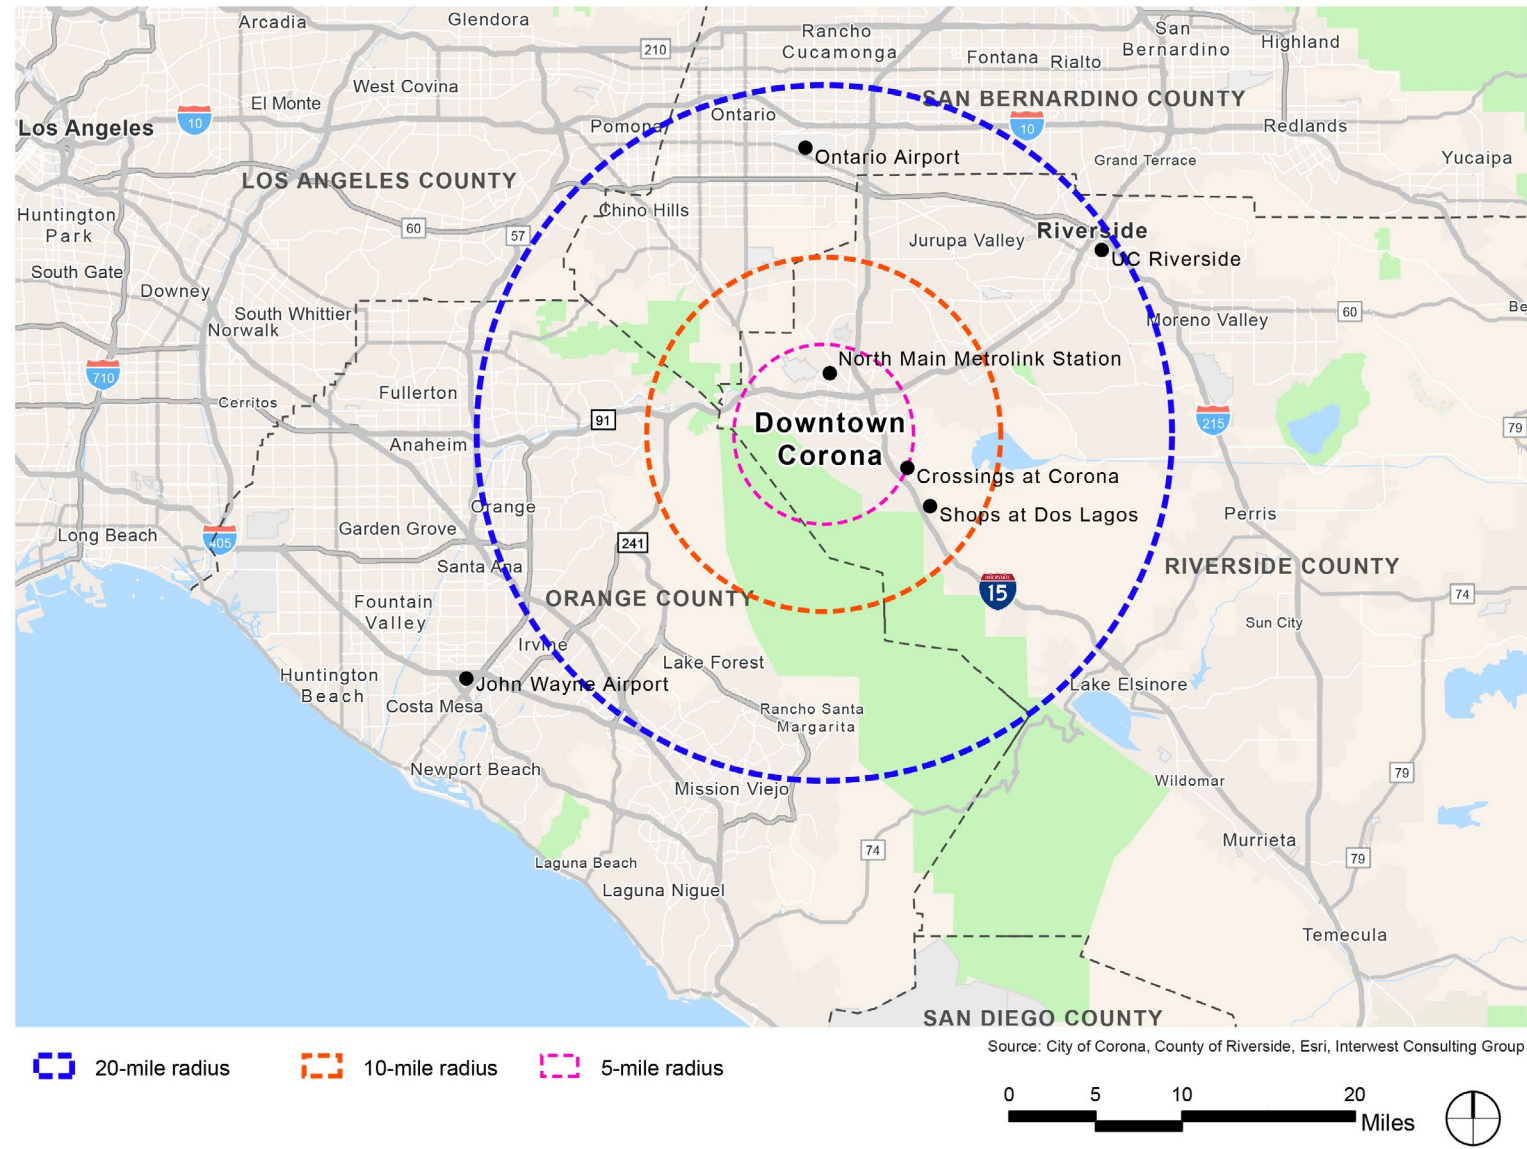 Arcadia
Glendora
Rancho
Cucamonga
San
Bernardino
Highland
210
Fontana
Rialto
West Covina
El Monte
SAN BERNARDINO COUNTY
Los Angeles
10
Pomona
Ontario
10
Redlands
Ontario Airport
Grand Terrace
Yucaipa
LOS ANGELES COUNTY
Huntington
Park
60
57
Chino Hills
Jurupa Valley
Riverside
UC Riverside
South Gate
Downey
South Whittier
Norwalk
Moreno Valley
60
Be
710
North Main Metrolink Station
Fullerton
Cerritos
91
Downtown
Corona
215
79
Anaheim
Crossings at Corona
Orange
Shops at Dos Lagos
Perris
Long Beach
405
Garden Grove
241
Santa Ana
RIVERSIDE COUNTY
INTERSTATE
15
ORANGE COUNTY
Fountain
Valley
74
Sun City
Irvine
Lake Forest
Huntington
Beach
John Wayne Airport
Lake Elsinore
Costa Mesa
Rancho Santa
Margarita
Newport Beach
Mission Viejo
Wildomar
79
Murrieta
74
79
Laguna Beach
Laguna Niguel
Temecula
SAN DIEGO COUNTY
Source: City of Corona, County of Riverside, Esri, Interwest Consulting Group
20-mile radius
10-mile radius
5-mile radius
0 5 10 20
Miles